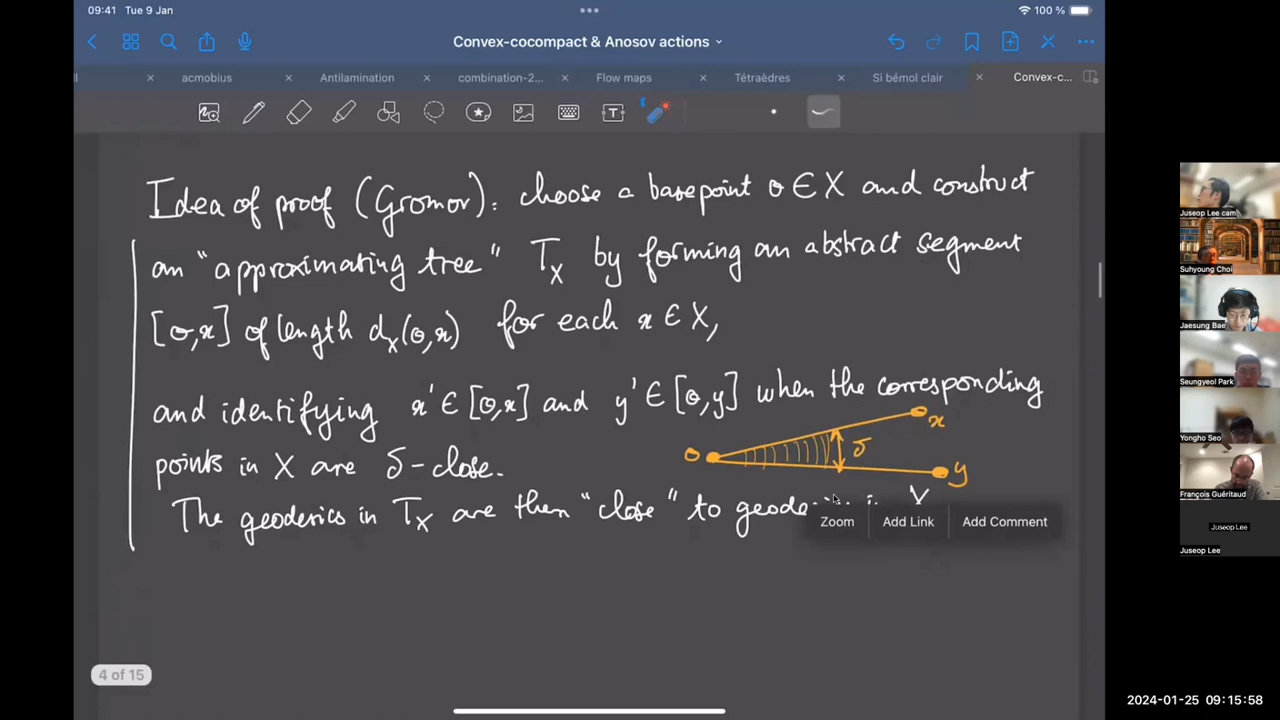 09:41 Tue 9 Jan
100 %
Convex-cocompact & Anosov actions
acmobius
Antilamination
combination-2...
Flow maps
Tétraèdres
Si bémol clair
Convex-c...
Idea of proof (Gromov): choose a basepoint o ∈ X and construct
an "approximating tree" T_X by forming an abstract segment
[o,x] of length d_X(o,x) for each x ∈ X,
and identifying x' ∈ [o,x] and y' ∈ [o,y] when the corresponding
points in X are δ-close.
o δ x y
The geodesics in T_X are then "close" to
Zoom Add Link Add Comment
4 of 15
Juseop Lee cam
Suhyoung Choi
Jaesung Bae
Seungyeol Park
Yongho Seo
François Guéritaud
Juseop Lee
Juseop Lee
2024-01-25 09:15:58